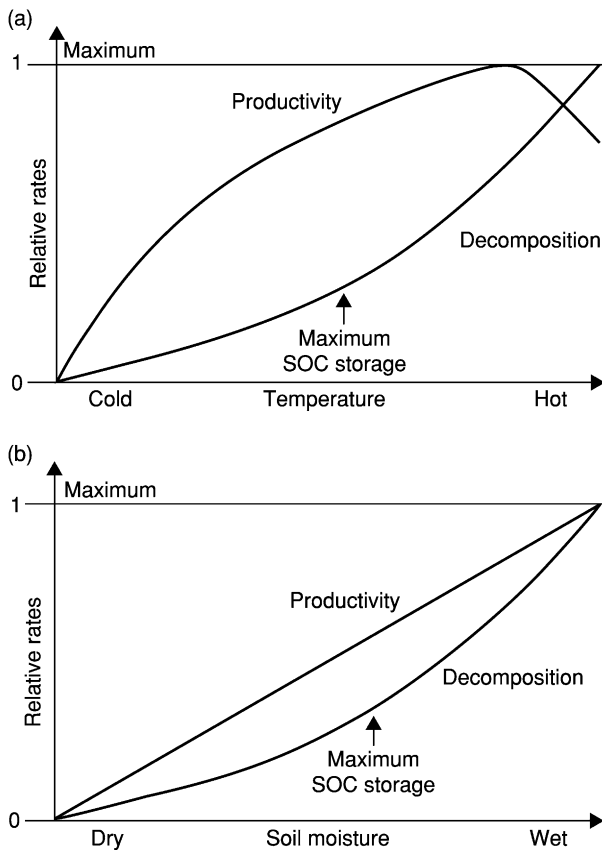 (a)
Maximum
1
Productivity
Relative rates
Decomposition
Maximum
SOC storage
0
Cold
Temperature
Hot
(b)
Maximum
1
Productivity
Relative rates
Decomposition
Maximum
SOC storage
0
Dry
Soil moisture
Wet